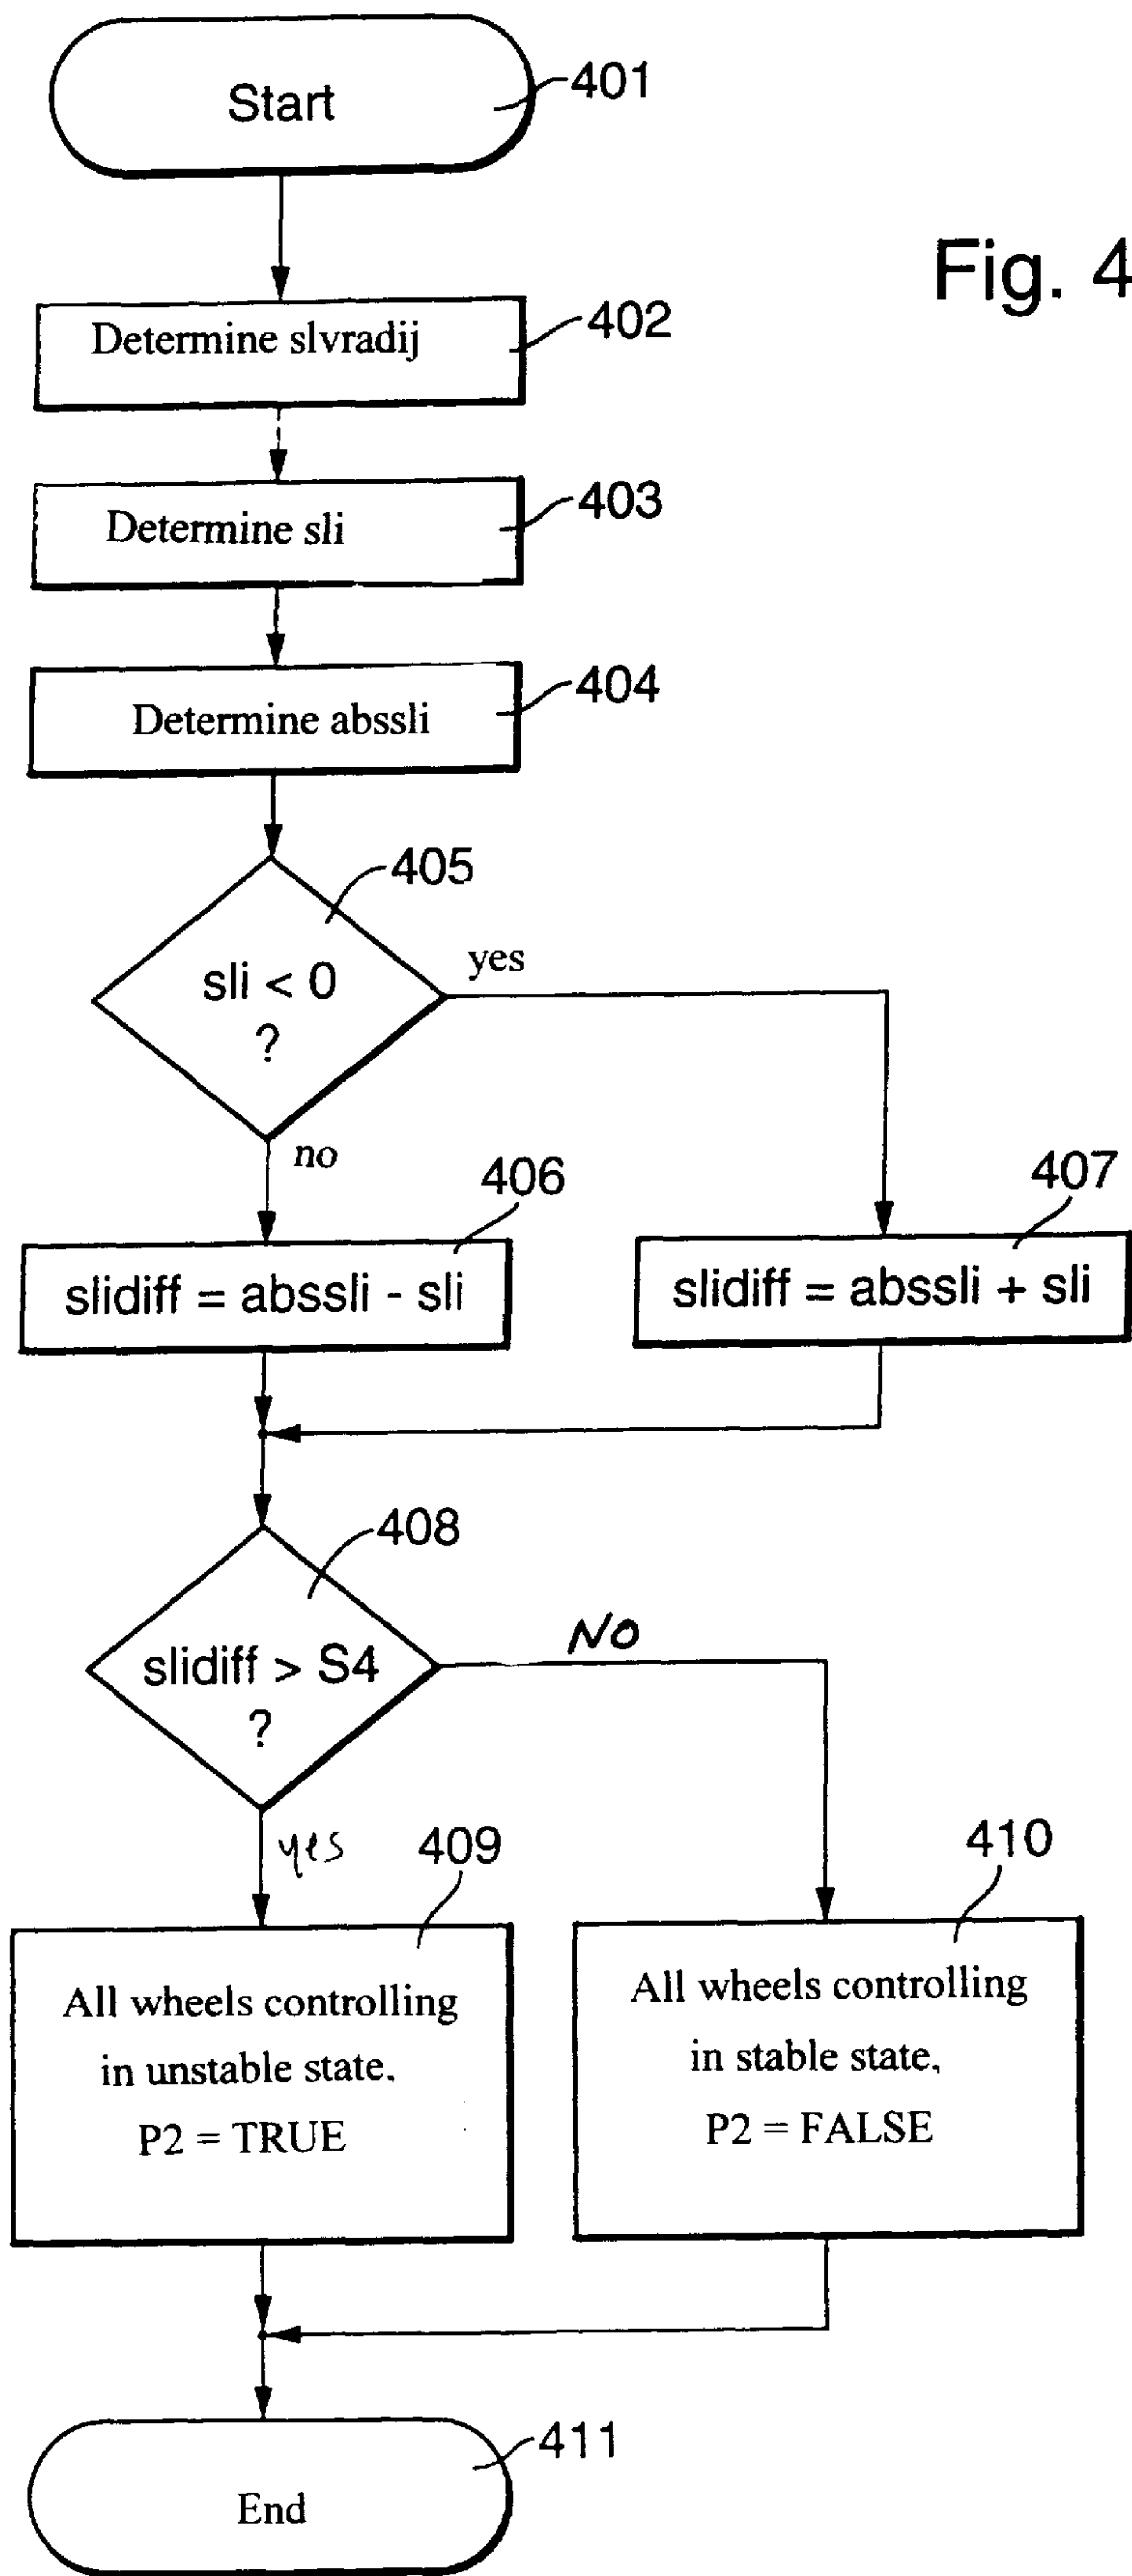 Start
401
Fig. 4
Determine slvradij
402
Determine sli
403
Determine abssli
404
405
sli < 0
?
yes
no
406
slidiff = abssli - sli
407
slidiff = abssli + sli
408
slidiff > S4
?
NO
yes
409
All wheels controlling
in unstable state,
P2 = TRUE
410
All wheels controlling
in stable state,
P2 = FALSE
411
End